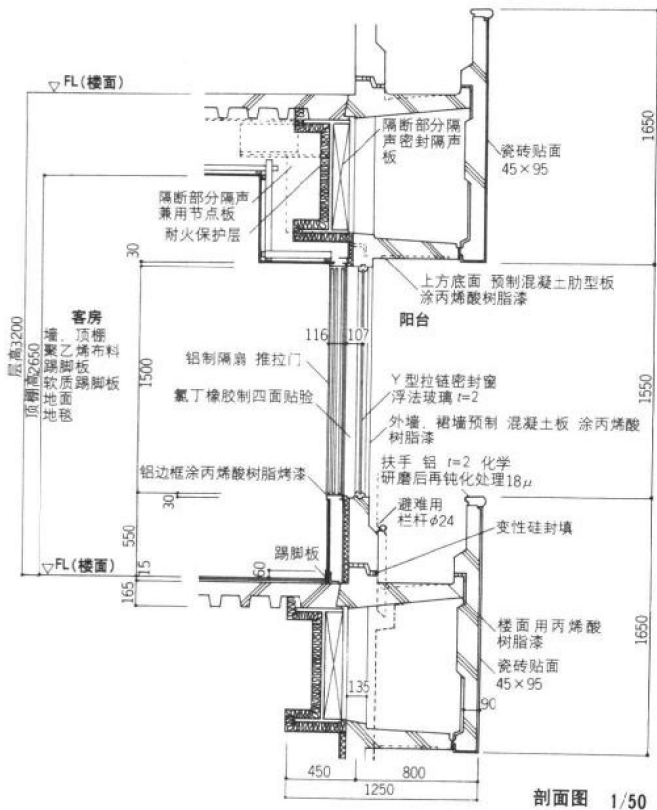 FL(楼面)
隔断部分隔
声密封隔声
板
瓷砖贴面
45×95
1650
隔断部分隔声
兼用节点板
耐火保护层
30
上方底面 预制混凝土肋型板
涂丙烯酸树脂漆
客房
墙、顶棚
聚乙烯布料
踢脚板
软质踢脚板
地面
地毯
层高3200
顶棚高2650
1500
116
107
阳台
铝制隔扇 推拉门
氯丁橡胶制四面贴验
Y型拉链密封窗
浮法玻璃 t=2
外墙、裙墙预制 混凝土板 涂丙烯酸
树脂漆
1550
扶手 铝 t=2 化学
研磨后再钝化处理18μ
铝边框涂丙烯酸树脂烤漆
30
避难用
栏杆φ24
变性硅封填
550
踢脚板
FL(楼面)
15
60
165
楼面用丙烯酸
树脂漆
瓷砖贴面
45×95
1650
135
90
450
800
1250
剖面图 1/50